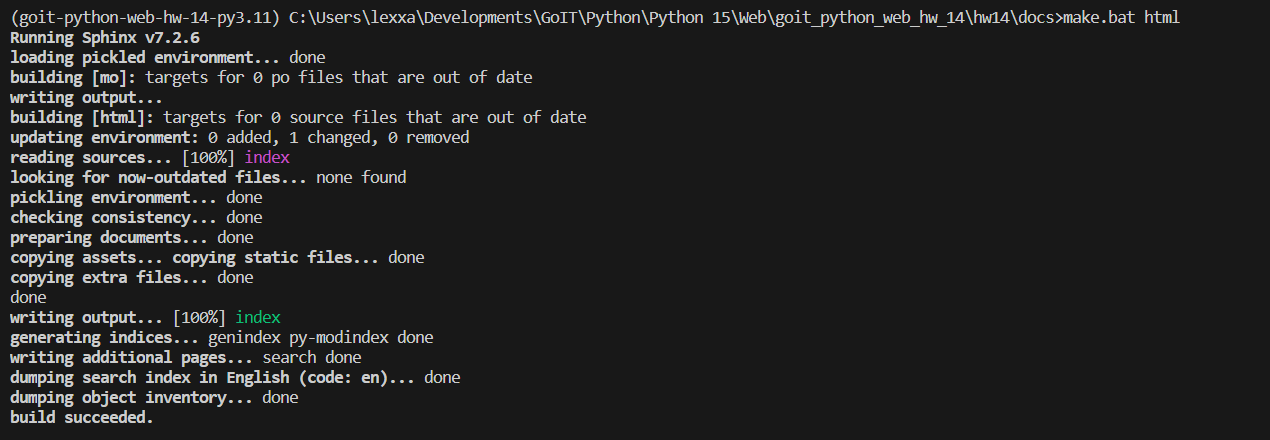 (goit-python-web-hw-14-py3.11) C:\Users\lexxa\Developments\GoIT\Python\Python 15\Web\goit_python_web_hw_14\hw14\docs>make.bat html
Running Sphinx v7.2.6
loading pickled environment... done
building [mo]: targets for 0 po files that are out of date
writing output...
building [html]: targets for 0 source files that are out of date
updating environment: 0 added, 1 changed, 0 removed
reading sources... [100%] index
looking for now-outdated files... none found
pickling environment... done
checking consistency... done
preparing documents... done
copying assets... copying static files... done
copying extra files... done
done
writing output... [100%] index
generating indices... genindex py-modindex done
writing additional pages... search done
dumping search index in English (code: en)... done
dumping object inventory... done
build succeeded.